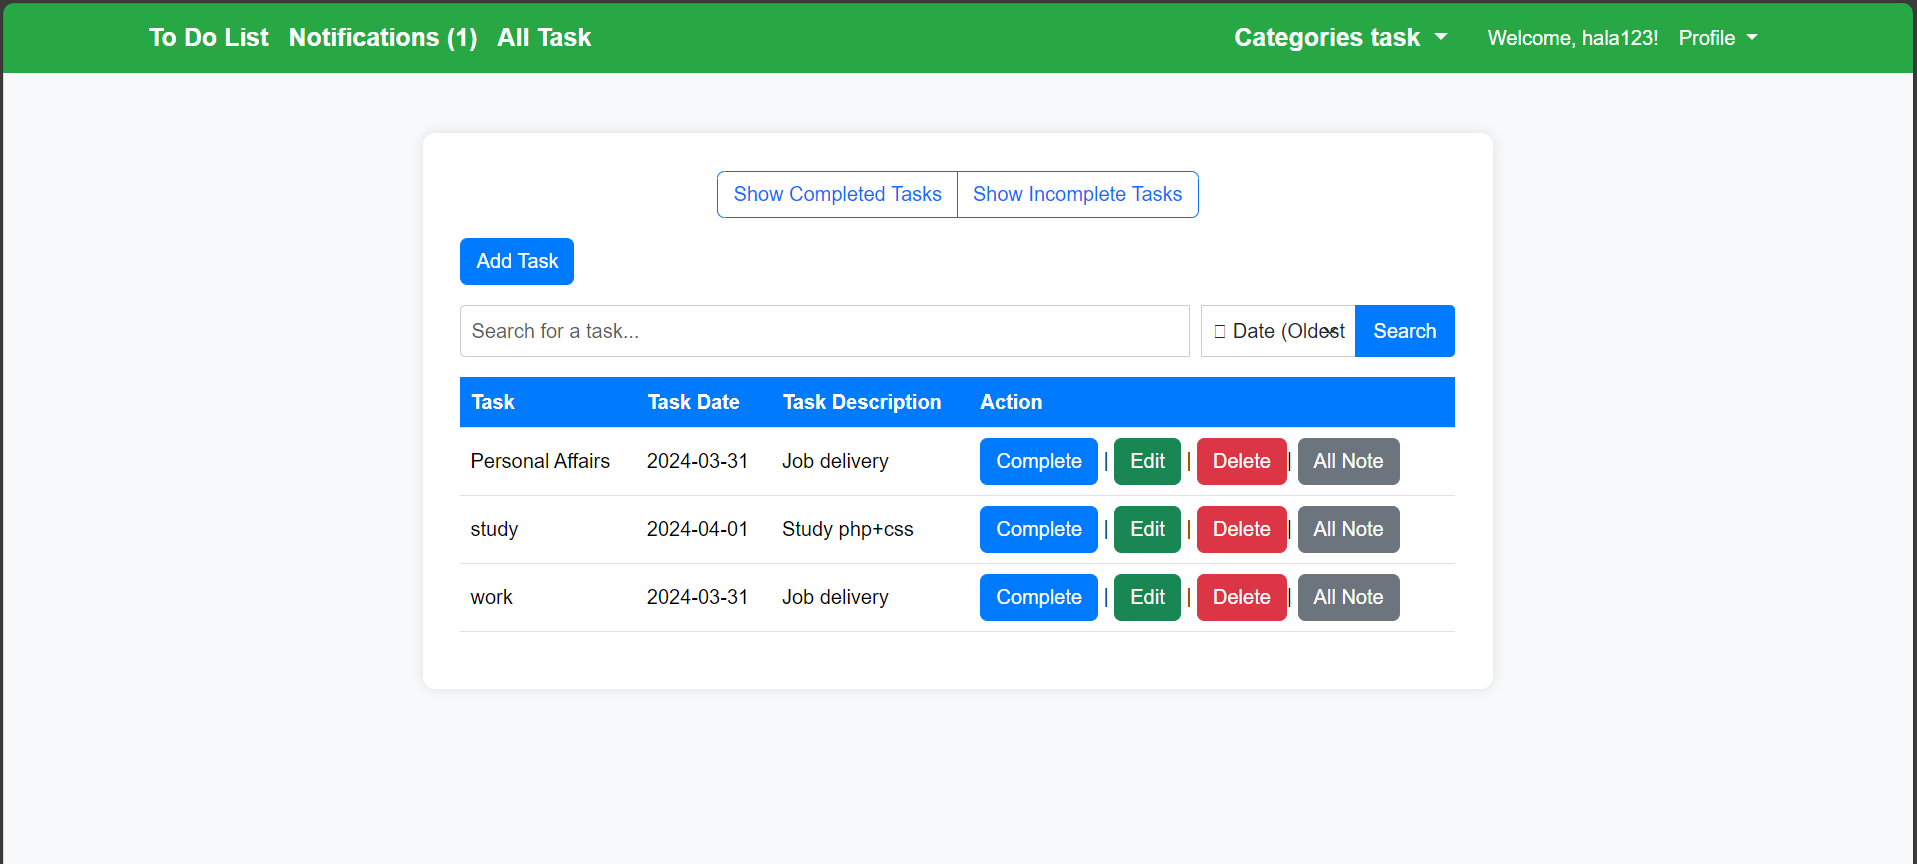 To Do List Notifications (1) All Task Categories task Welcome, hala123! Profile
Show Completed Tasks Show Incomplete Tasks
Add Task
Search for a task... Date (Oldest Search
Task Task Date Task Description Action
Personal Affairs 2024-03-31 Job delivery Complete | Edit | Delete | All Note
study 2024-04-01 Study php+css Complete | Edit | Delete | All Note
work 2024-03-31 Job delivery Complete | Edit | Delete | All Note